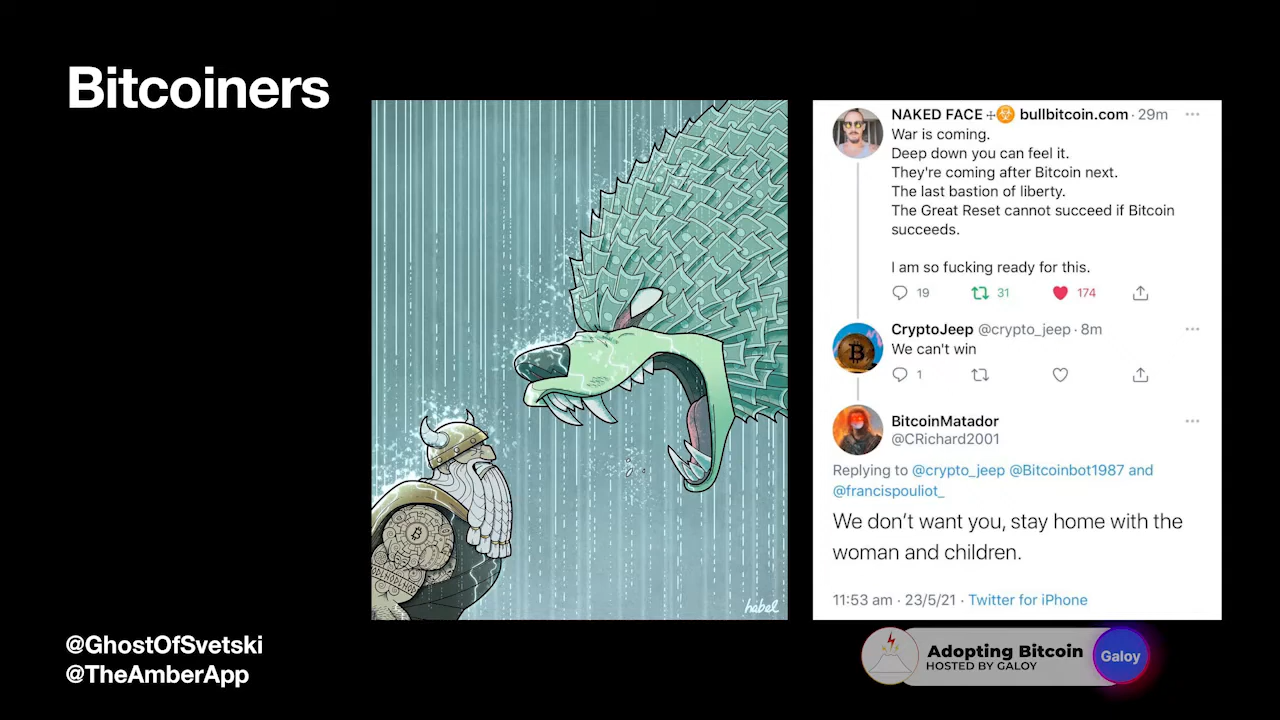 Bitcoiners
NAKED FACE bullbitcoin.com · 29m
War is coming.
Deep down you can feel it.
They're coming after Bitcoin next.
The last bastion of liberty.
The Great Reset cannot succeed if Bitcoin
succeeds.
I am so fucking ready for this.
19 31 174
CryptoJeep @crypto_jeep · 8m
We can't win
1
BitcoinMatador
@CRichard2001
Replying to @crypto_jeep @Bitcoinbot1987 and
@francispouliot_
We don't want you, stay home with the
woman and children.
11:53 am · 23/5/21 · Twitter for iPhone
habel
@GhostOfSvetski
@TheAmberApp
Adopting Bitcoin
HOSTED BY GALOY
Galoy